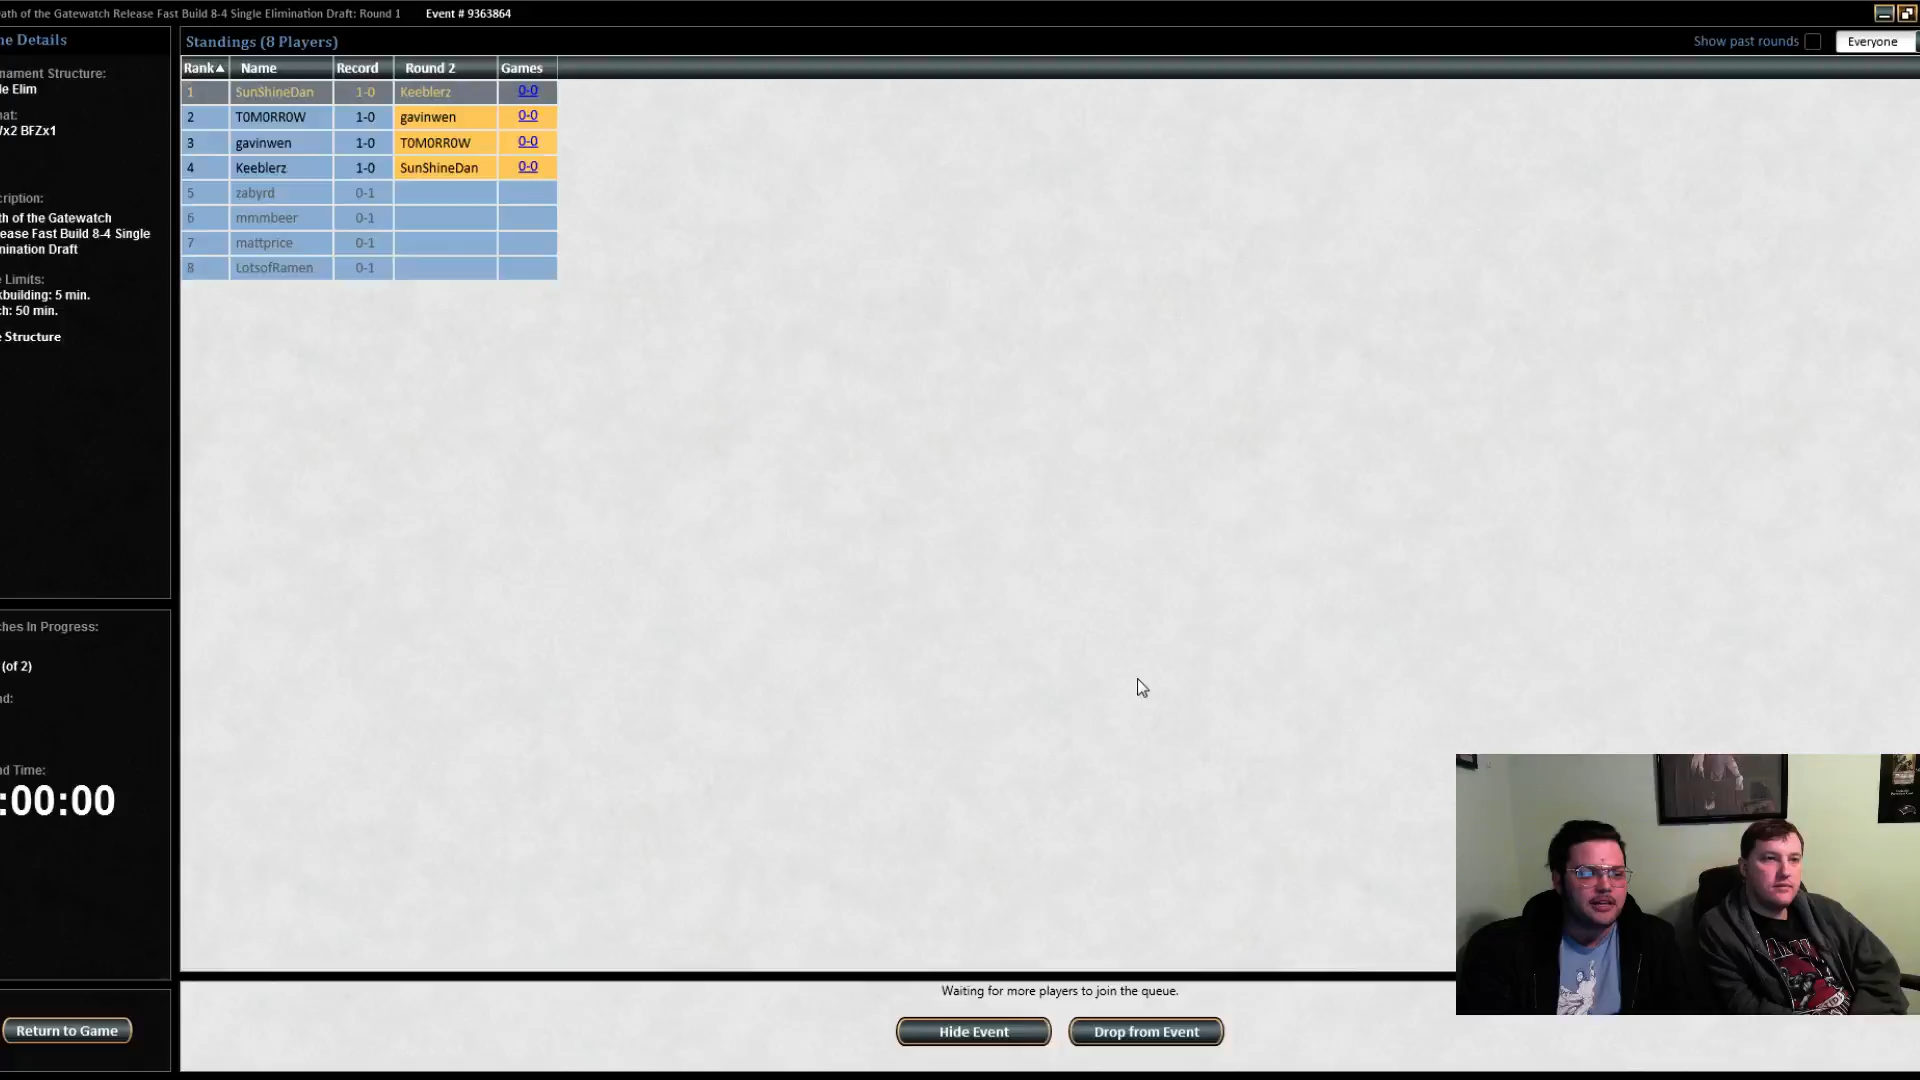 ath of the Gatewatch Release Fast Build 8-4 Single Elimination Draft: Round 1 Event # 9363864
ne Details
nament Structure:
le Elim
nat:
/x2 BFZx1
cription:
th of the Gatewatch
ease Fast Build 8-4 Single
mination Draft
e Limits:
kbuilding: 5 min.
ch: 50 min.
e Structure
ches In Progress:
(of 2)
nd:
nd Time:
:00:00
Return to Game
Standings (8 Players)
Show past rounds
Everyone
Rank Name Record Round 2 Games
1 SunShineDan 1-0 Keeblerz 0-0
2 T0M0RR0W 1-0 gavinwen 0-0
3 gavinwen 1-0 T0M0RR0W 0-0
4 Keeblerz 1-0 SunShineDan 0-0
5 zabyrd 0-1
6 mmmbeer 0-1
7 mattprice 0-1
8 LotsofRamen 0-1
Waiting for more players to join the queue.
Hide Event Drop from Event